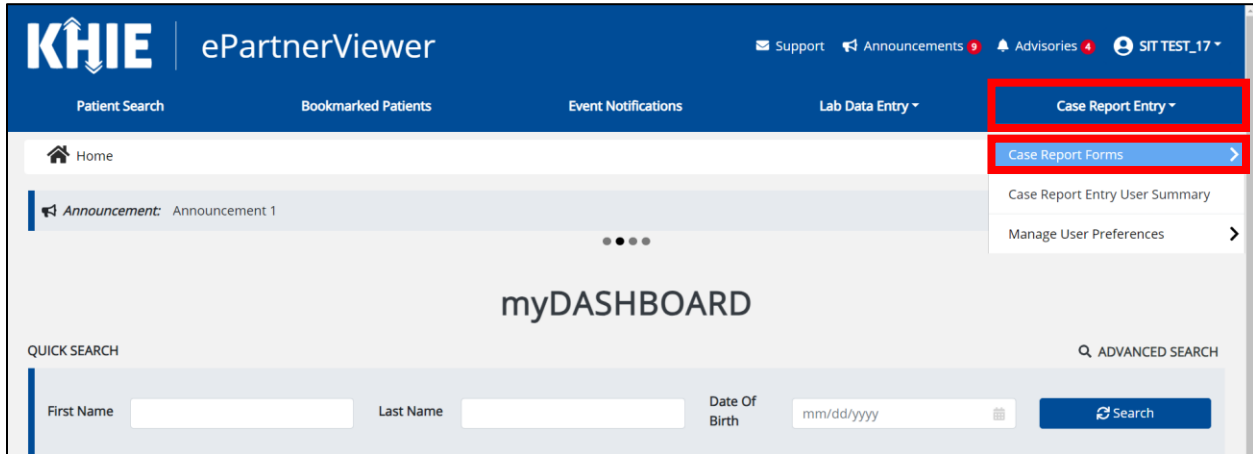 KHIE ePartnerViewer
Support Announcements 9 Advisories 4 SIT TEST_17
Patient Search Bookmarked Patients Event Notifications Lab Data Entry Case Report Entry
Home
Case Report Forms
Case Report Entry User Summary
Manage User Preferences
Announcement: Announcement 1
myDASHBOARD
QUICK SEARCH
ADVANCED SEARCH
First Name
Last Name
Date Of
Birth
mm/dd/yyyy
Search